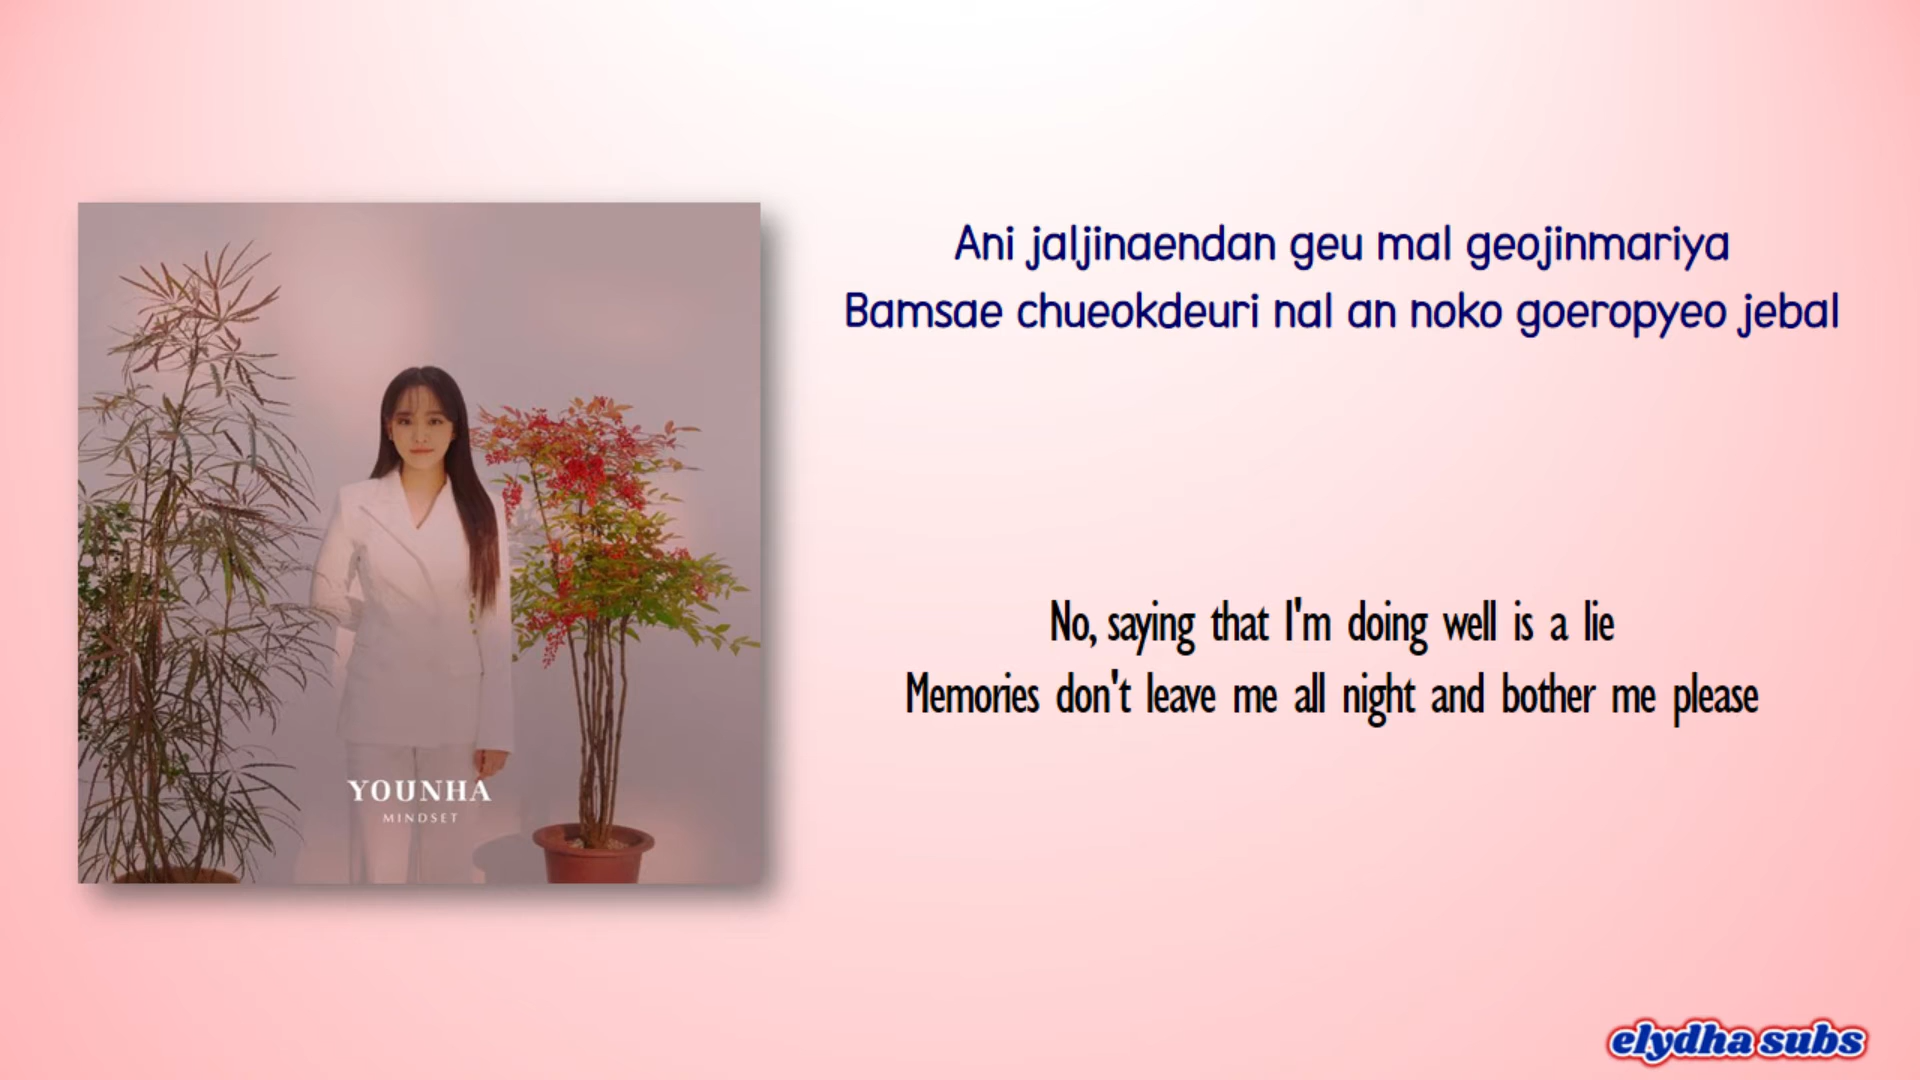 Ani jaljinaendan geu mal geojinmariya
Bamsae chueokdeuri nal an noko goeropyeo jebal
No, saying that I'm doing well is a lie
Memories don't leave me all night and bother me please
YOUNHA
MINDSET
elydha subs